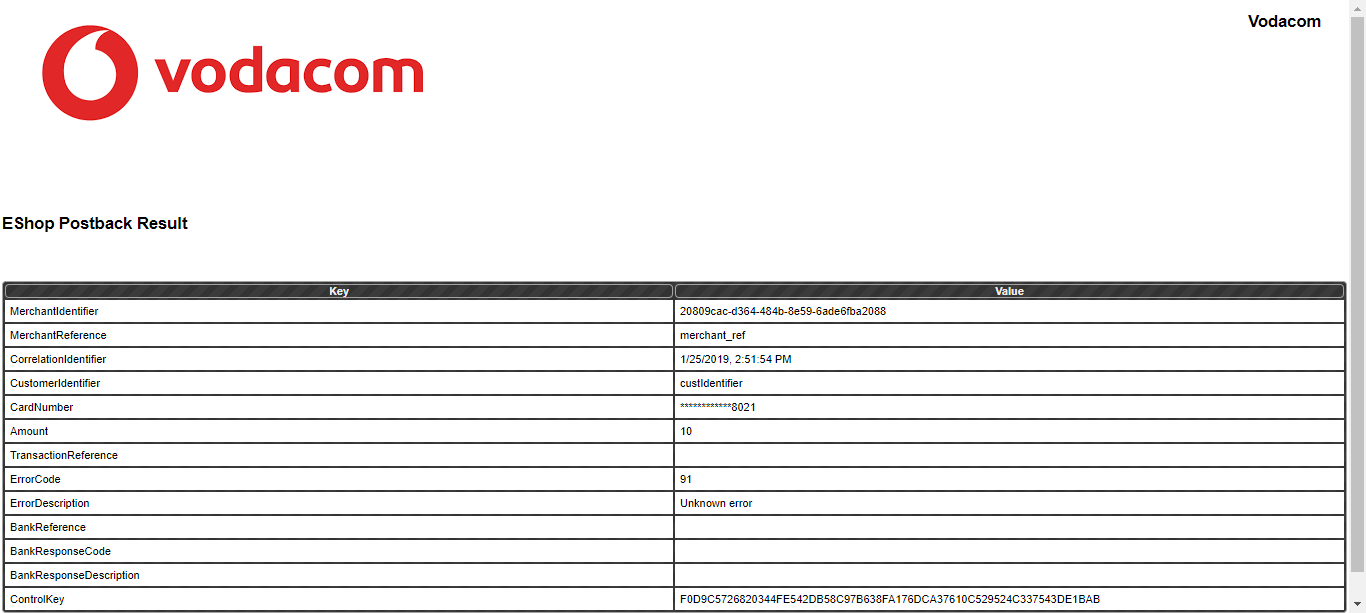 Vodacom
vodacom
EShop Postback Result
Key Value
MerchantIdentifier 20809cac-d364-484b-8e59-6ade6fba2088
MerchantReference merchant_ref
CorrelationIdentifier 1/25/2019, 2:51:54 PM
CustomerIdentifier custIdentifier
CardNumber ************8021
Amount 10
TransactionReference
ErrorCode 91
ErrorDescription Unknown error
BankReference
BankResponseCode
BankResponseDescription
ControlKey F0D9C5726820344FE542DB58C97B638FA176DCA37610C529524C337543DE1BAB